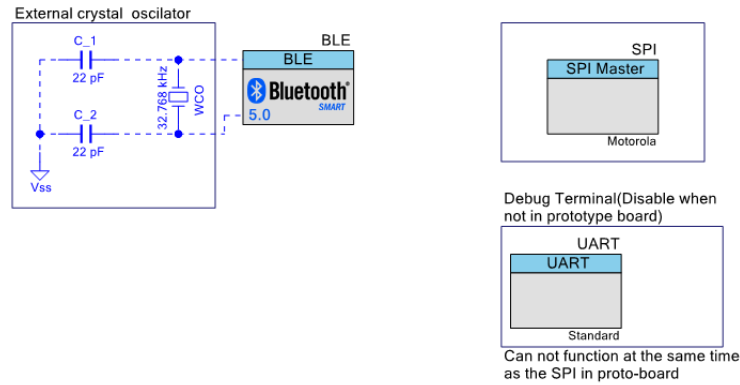 External crystal oscilator
C_1
22 pF
C_2
22 pF
Vss
32.768 kHz
WCO
BLE
BLE
Bluetooth®
SMART
5.0
SPI
SPI Master
Motorola
Debug Terminal(Disable when
not in prototype board)
UART
UART
Standard
Can not function at the same time
as the SPI in proto-board